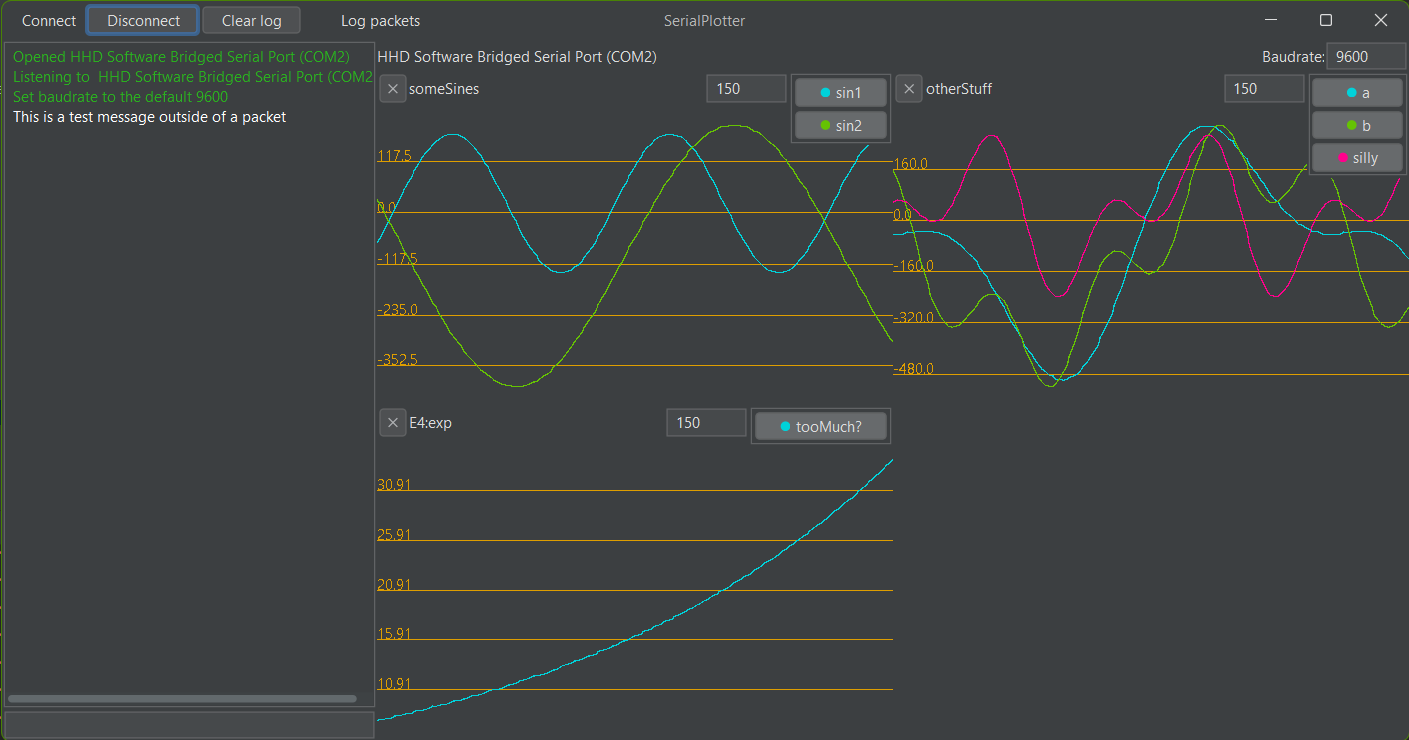 Connect Disconnect Clear log Log packets SerialPlotter
Opened HHD Software Bridged Serial Port (COM2)
Listening to  HHD Software Bridged Serial Port (COM2
Set baudrate to the default 9600
This is a test message outside of a packet
HHD Software Bridged Serial Port (COM2)
Baudrate: 9600
someSines 150
sin1
sin2
117.5
0.0
-117.5
-235.0
-352.5
otherStuff 150
a
b
silly
160.0
0.0
-160.0
-320.0
-480.0
E4:exp 150
tooMuch?
30.91
25.91
20.91
15.91
10.91